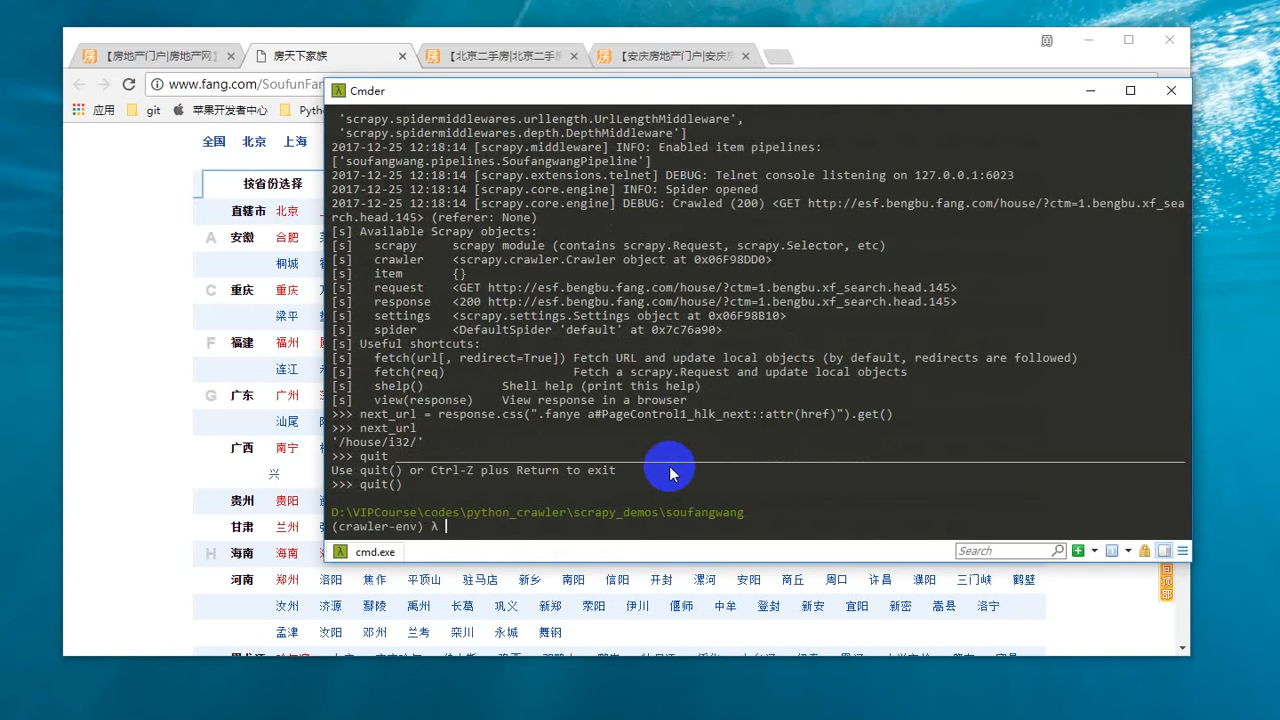 【房地产门户|房地产网】
房天下家族
【北京二手房|北京二手
【安庆房地产门户|安庆
www.fang.com/SoufunFan
Cmder
应用 git 苹果开发者中心
全国 北京 上海
按省份选择
直辖市 北京
A 安徽 合肥
桐城
C 重庆 重庆
梁平
F 福建 福州
连江
G 广东 广州
汕尾
广西 南宁
兴
贵州 贵阳
甘肃 兰州
H 海南 海南
'scrapy.spidermiddlewares.urllength.UrlLengthMiddleware',
'scrapy.spidermiddlewares.depth.DepthMiddleware']
2017-12-25 12:18:14 [scrapy.middleware] INFO: Enabled item pipelines:
['soufangwang.pipelines.SoufangwangPipeline']
2017-12-25 12:18:14 [scrapy.extensions.telnet] DEBUG: Telnet console listening on 127.0.0.1:6023
2017-12-25 12:18:14 [scrapy.core.engine] INFO: Spider opened
2017-12-25 12:18:14 [scrapy.core.engine] DEBUG: Crawled (200) <GET http://esf.bengbu.fang.com/house/?ctm=1.bengbu.xf_sea
rch.head.145> (referer: None)
[s] Available Scrapy objects:
[s]   scrapy     scrapy module (contains scrapy.Request, scrapy.Selector, etc)
[s]   crawler    <scrapy.crawler.Crawler object at 0x06F98DD0>
[s]   item       {}
[s]   request    <GET http://esf.bengbu.fang.com/house/?ctm=1.bengbu.xf_search.head.145>
[s]   response   <200 http://esf.bengbu.fang.com/house/?ctm=1.bengbu.xf_search.head.145>
[s]   settings   <scrapy.settings.Settings object at 0x06F98B10>
[s]   spider     <DefaultSpider 'default' at 0x7c76a90>
[s] Useful shortcuts:
[s]   fetch(url[, redirect=True]) Fetch URL and update local objects (by default, redirects are followed)
[s]   fetch(req)                  Fetch a scrapy.Request and update local objects
[s]   shelp()           Shell help (print this help)
[s]   view(response)    View response in a browser
>>> next_url = response.css(".fanye a#PageControl1_hlk_next::attr(href)").get()
>>> next_url
'/house/i32/'
>>> quit
Use quit() or Ctrl-Z plus Return to exit
>>> quit()
D:\VIPCourse\codes\python_crawler\scrapy_demos\soufangwang
(crawler-env) λ
cmd.exe
Search
河南 郑州 洛阳 焦作 平顶山 驻马店 新乡 南阳 信阳 开封 漯河 安阳 商丘 周口 许昌 濮阳 三门峡 鹤壁
汝州 济源 鄢陵 禹州 长葛 巩义 新郑 荥阳 伊川 偃师 中牟 登封 新安 宜阳 新密 嵩县 洛宁
孟津 汝阳 邓州 兰考 栾川 永城 舞钢
回顶部